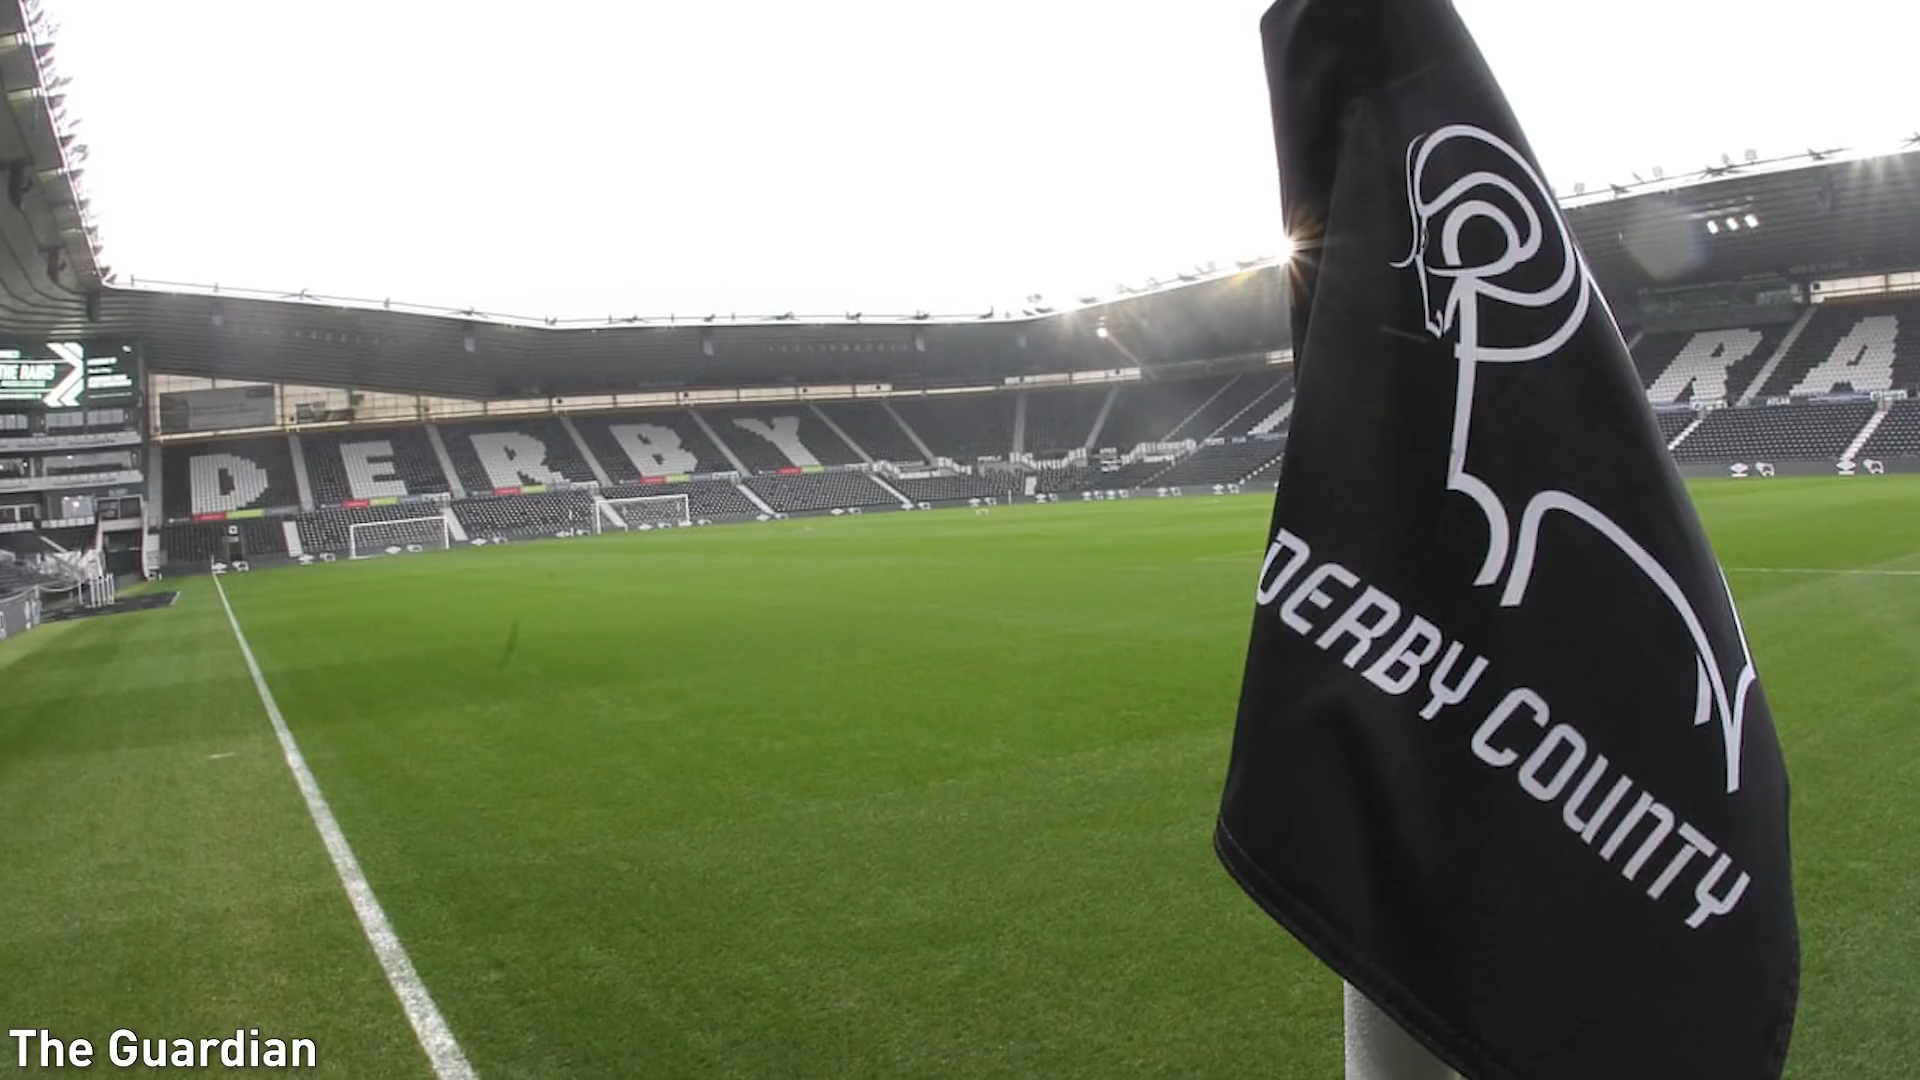 THE RAMS
DERBY
RA
DERBY COUNTY
The Guardian